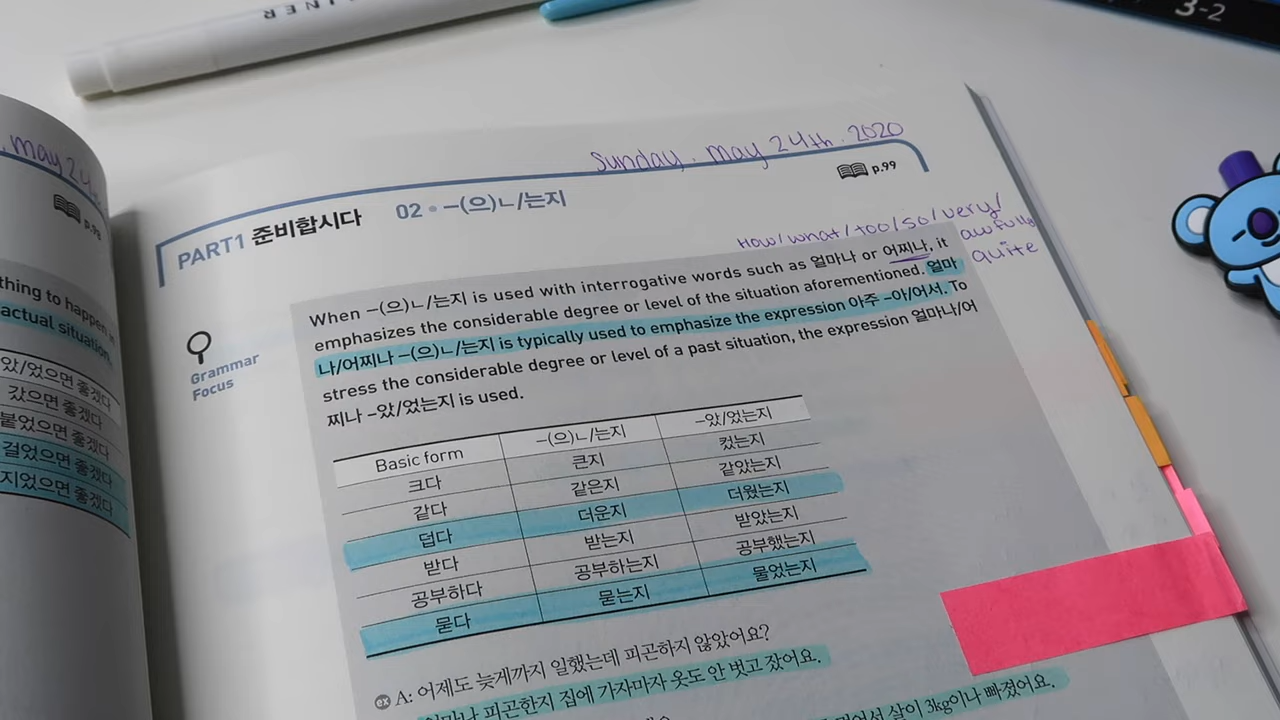 LINER
3-2
, may 24
p.98
thing to happen in
actual situation.
았/었으면 좋겠다
갔으면 좋겠다
붙었으면 좋겠다
걸었으면 좋겠다
지었으면 좋겠다
Sunday, may 24th 2020
p.99
PART1 준비합시다 02 • –(으)ㄴ/는지
How/what/too/so/very/
awfully
quite
Grammar
Focus
When –(으)ㄴ/는지 is used with interrogative words such as 얼마나 or 어찌나, it
emphasizes the considerable degree or level of the situation aforementioned. 얼마
나/어찌나 –(으)ㄴ/는지 is typically used to emphasize the expression 아주 –아/어서. To
stress the considerable degree or level of a past situation, the expression 얼마나/어
찌나 –았/었는지 is used.
Basic form –(으)ㄴ/는지 –았/었는지
크다 큰지 컸는지
같다 같은지 같았는지
덥다 더운지 더웠는지
받다 받는지 받았는지
공부하다 공부하는지 공부했는지
묻다 묻는지 물었는지
ex A: 어제도 늦게까지 일했는데 피곤하지 않았어요?
피곤한지 집에 가자마자 옷도 안 벗고 잤어요.
살이 3kg이나 빠졌어요.